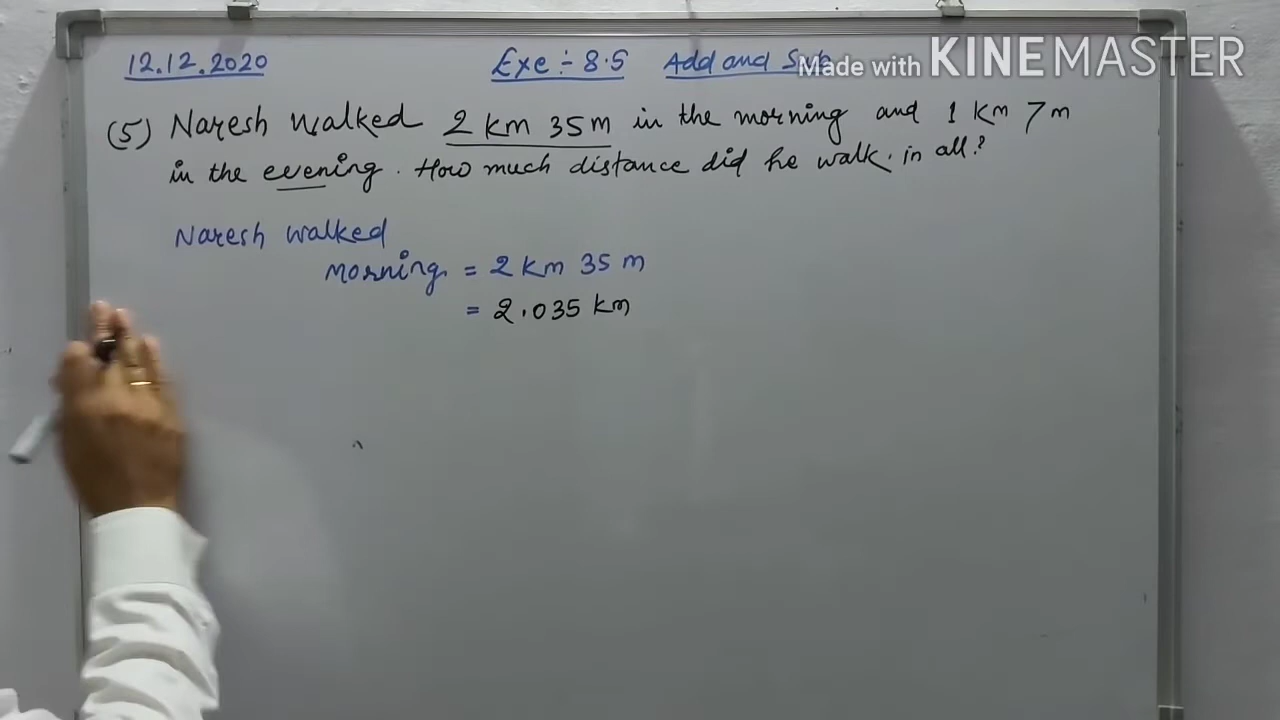 12.12.2020 Exe ÷ 8.5 Add and Sub
Made with KINEMASTER
(5) Naresh walked 2 km 35 m in the morning and 1 km 7 m
in the evening. How much distance did he walk. in all?
Naresh walked
morning. = 2 km 35 m
= 2.035 km